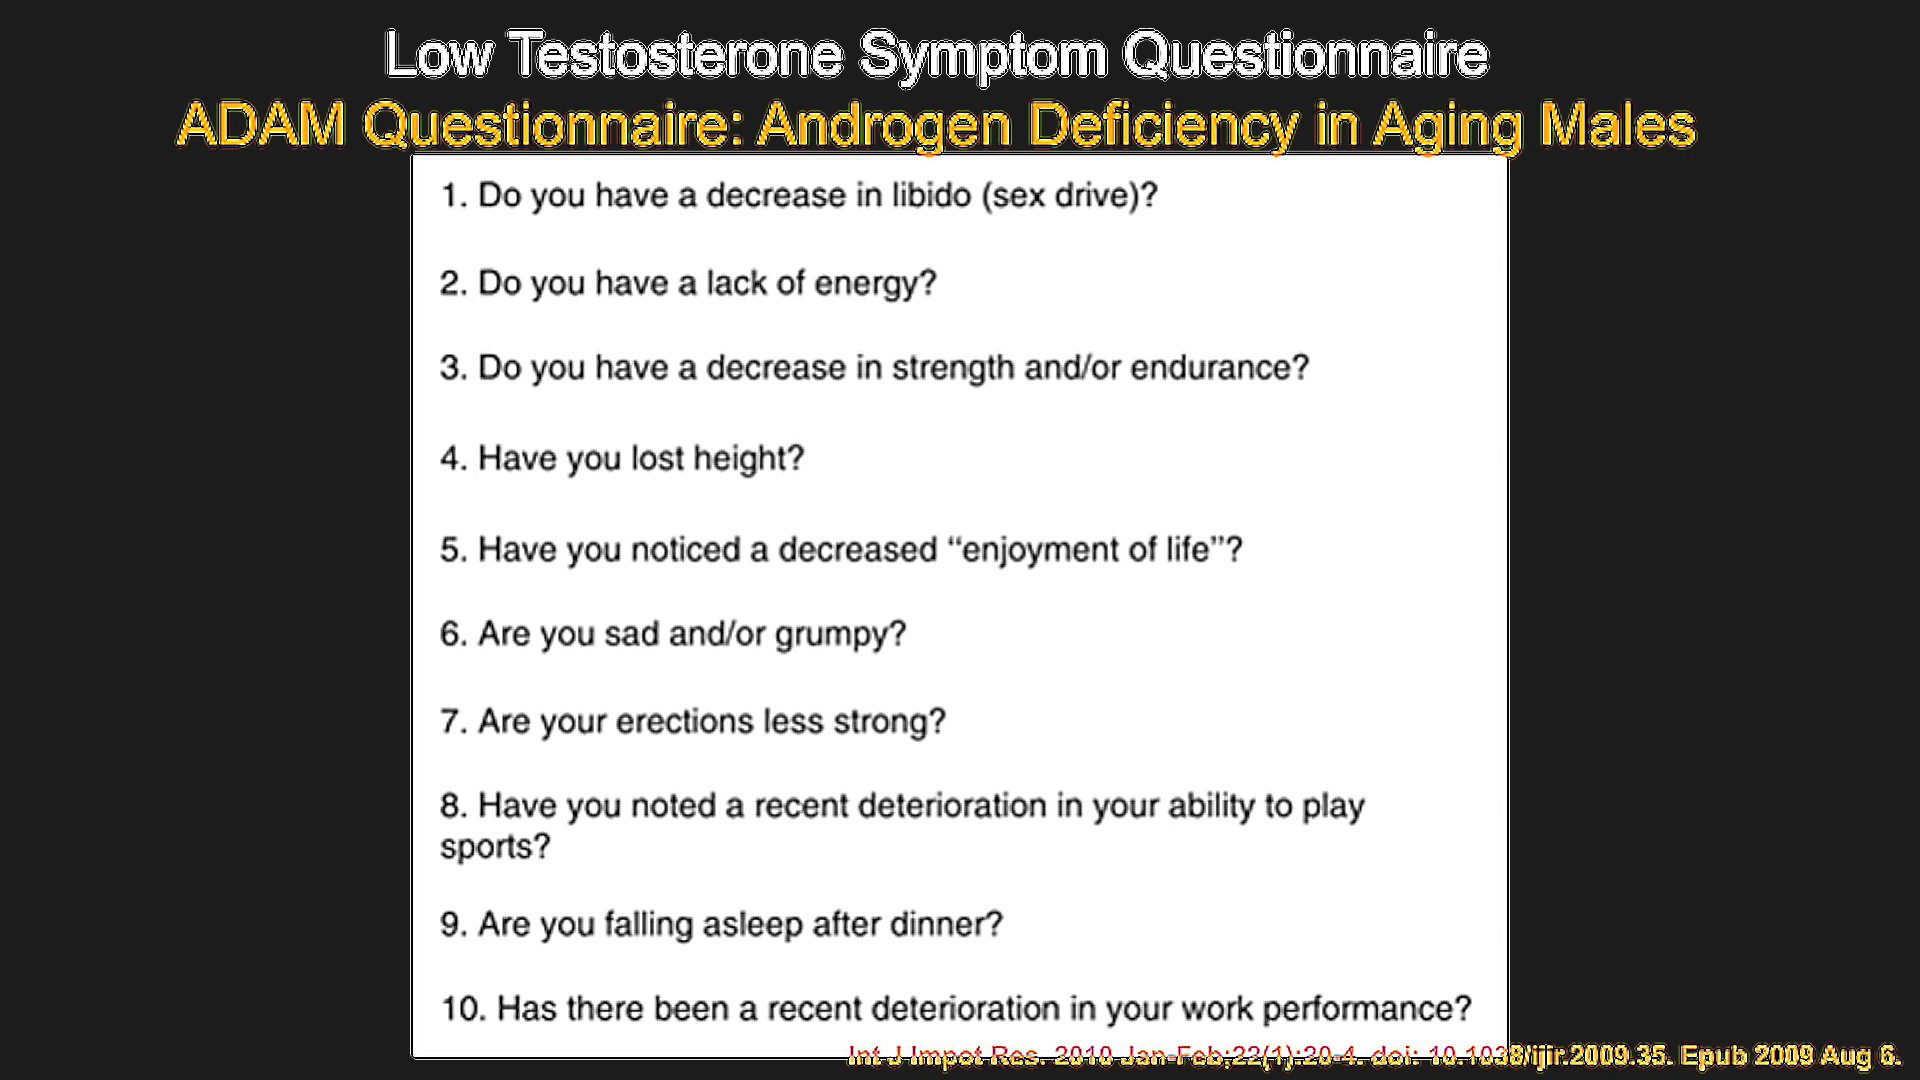 Low Testosterone Symptom Questionnaire
ADAM Questionnaire: Androgen Deficiency in Aging Males
1. Do you have a decrease in libido (sex drive)?
2. Do you have a lack of energy?
3. Do you have a decrease in strength and/or endurance?
4. Have you lost height?
5. Have you noticed a decreased “enjoyment of life”?
6. Are you sad and/or grumpy?
7. Are your erections less strong?
8. Have you noted a recent deterioration in your ability to play
sports?
9. Are you falling asleep after dinner?
10. Has there been a recent deterioration in your work performance?
Int J Impot Res. 2010 Jan-Feb;22(1):20-4. doi: 10.1038/ijir.2009.35. Epub 2009 Aug 6.